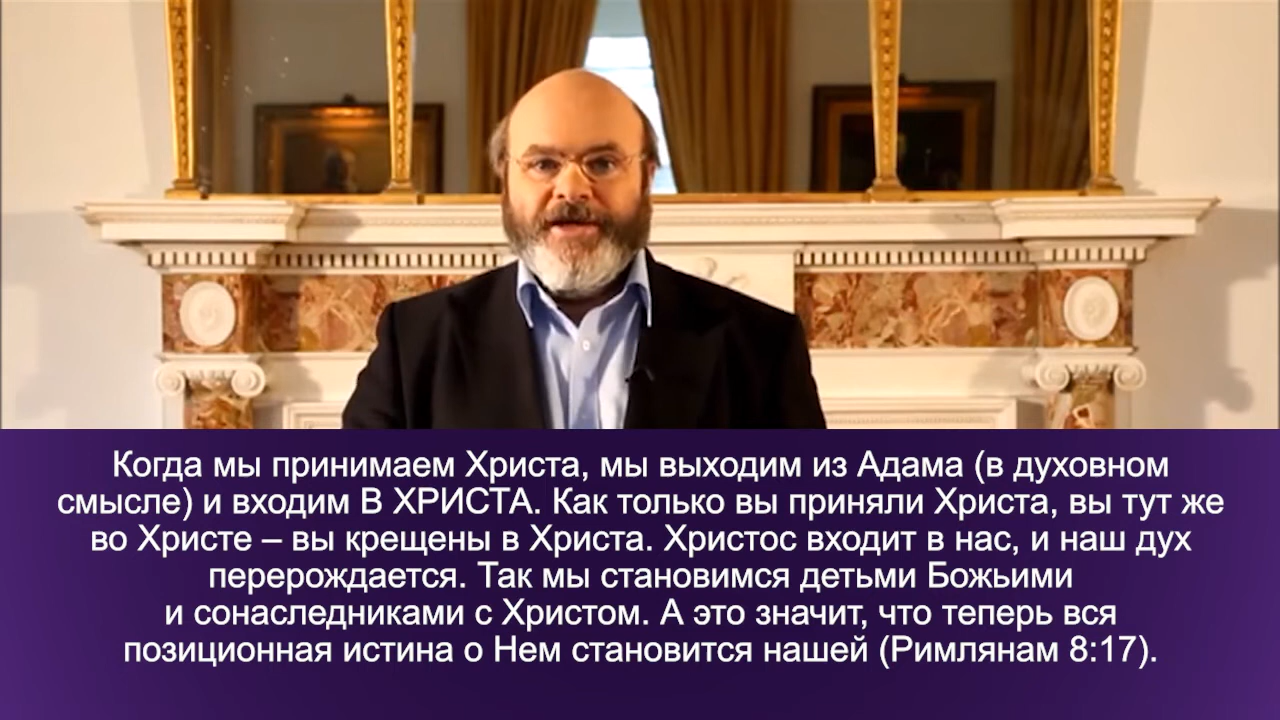 Когда мы принимаем Христа, мы выходим из Адама (в духовном
смысле) и входим В ХРИСТА. Как только вы приняли Христа, вы тут же
во Христе – вы крещены в Христа. Христос входит в нас, и наш дух
перерождается. Так мы становимся детьми Божьими
и сонаследниками с Христом. А это значит, что теперь вся
позиционная истина о Нем становится нашей (Римлянам 8:17).